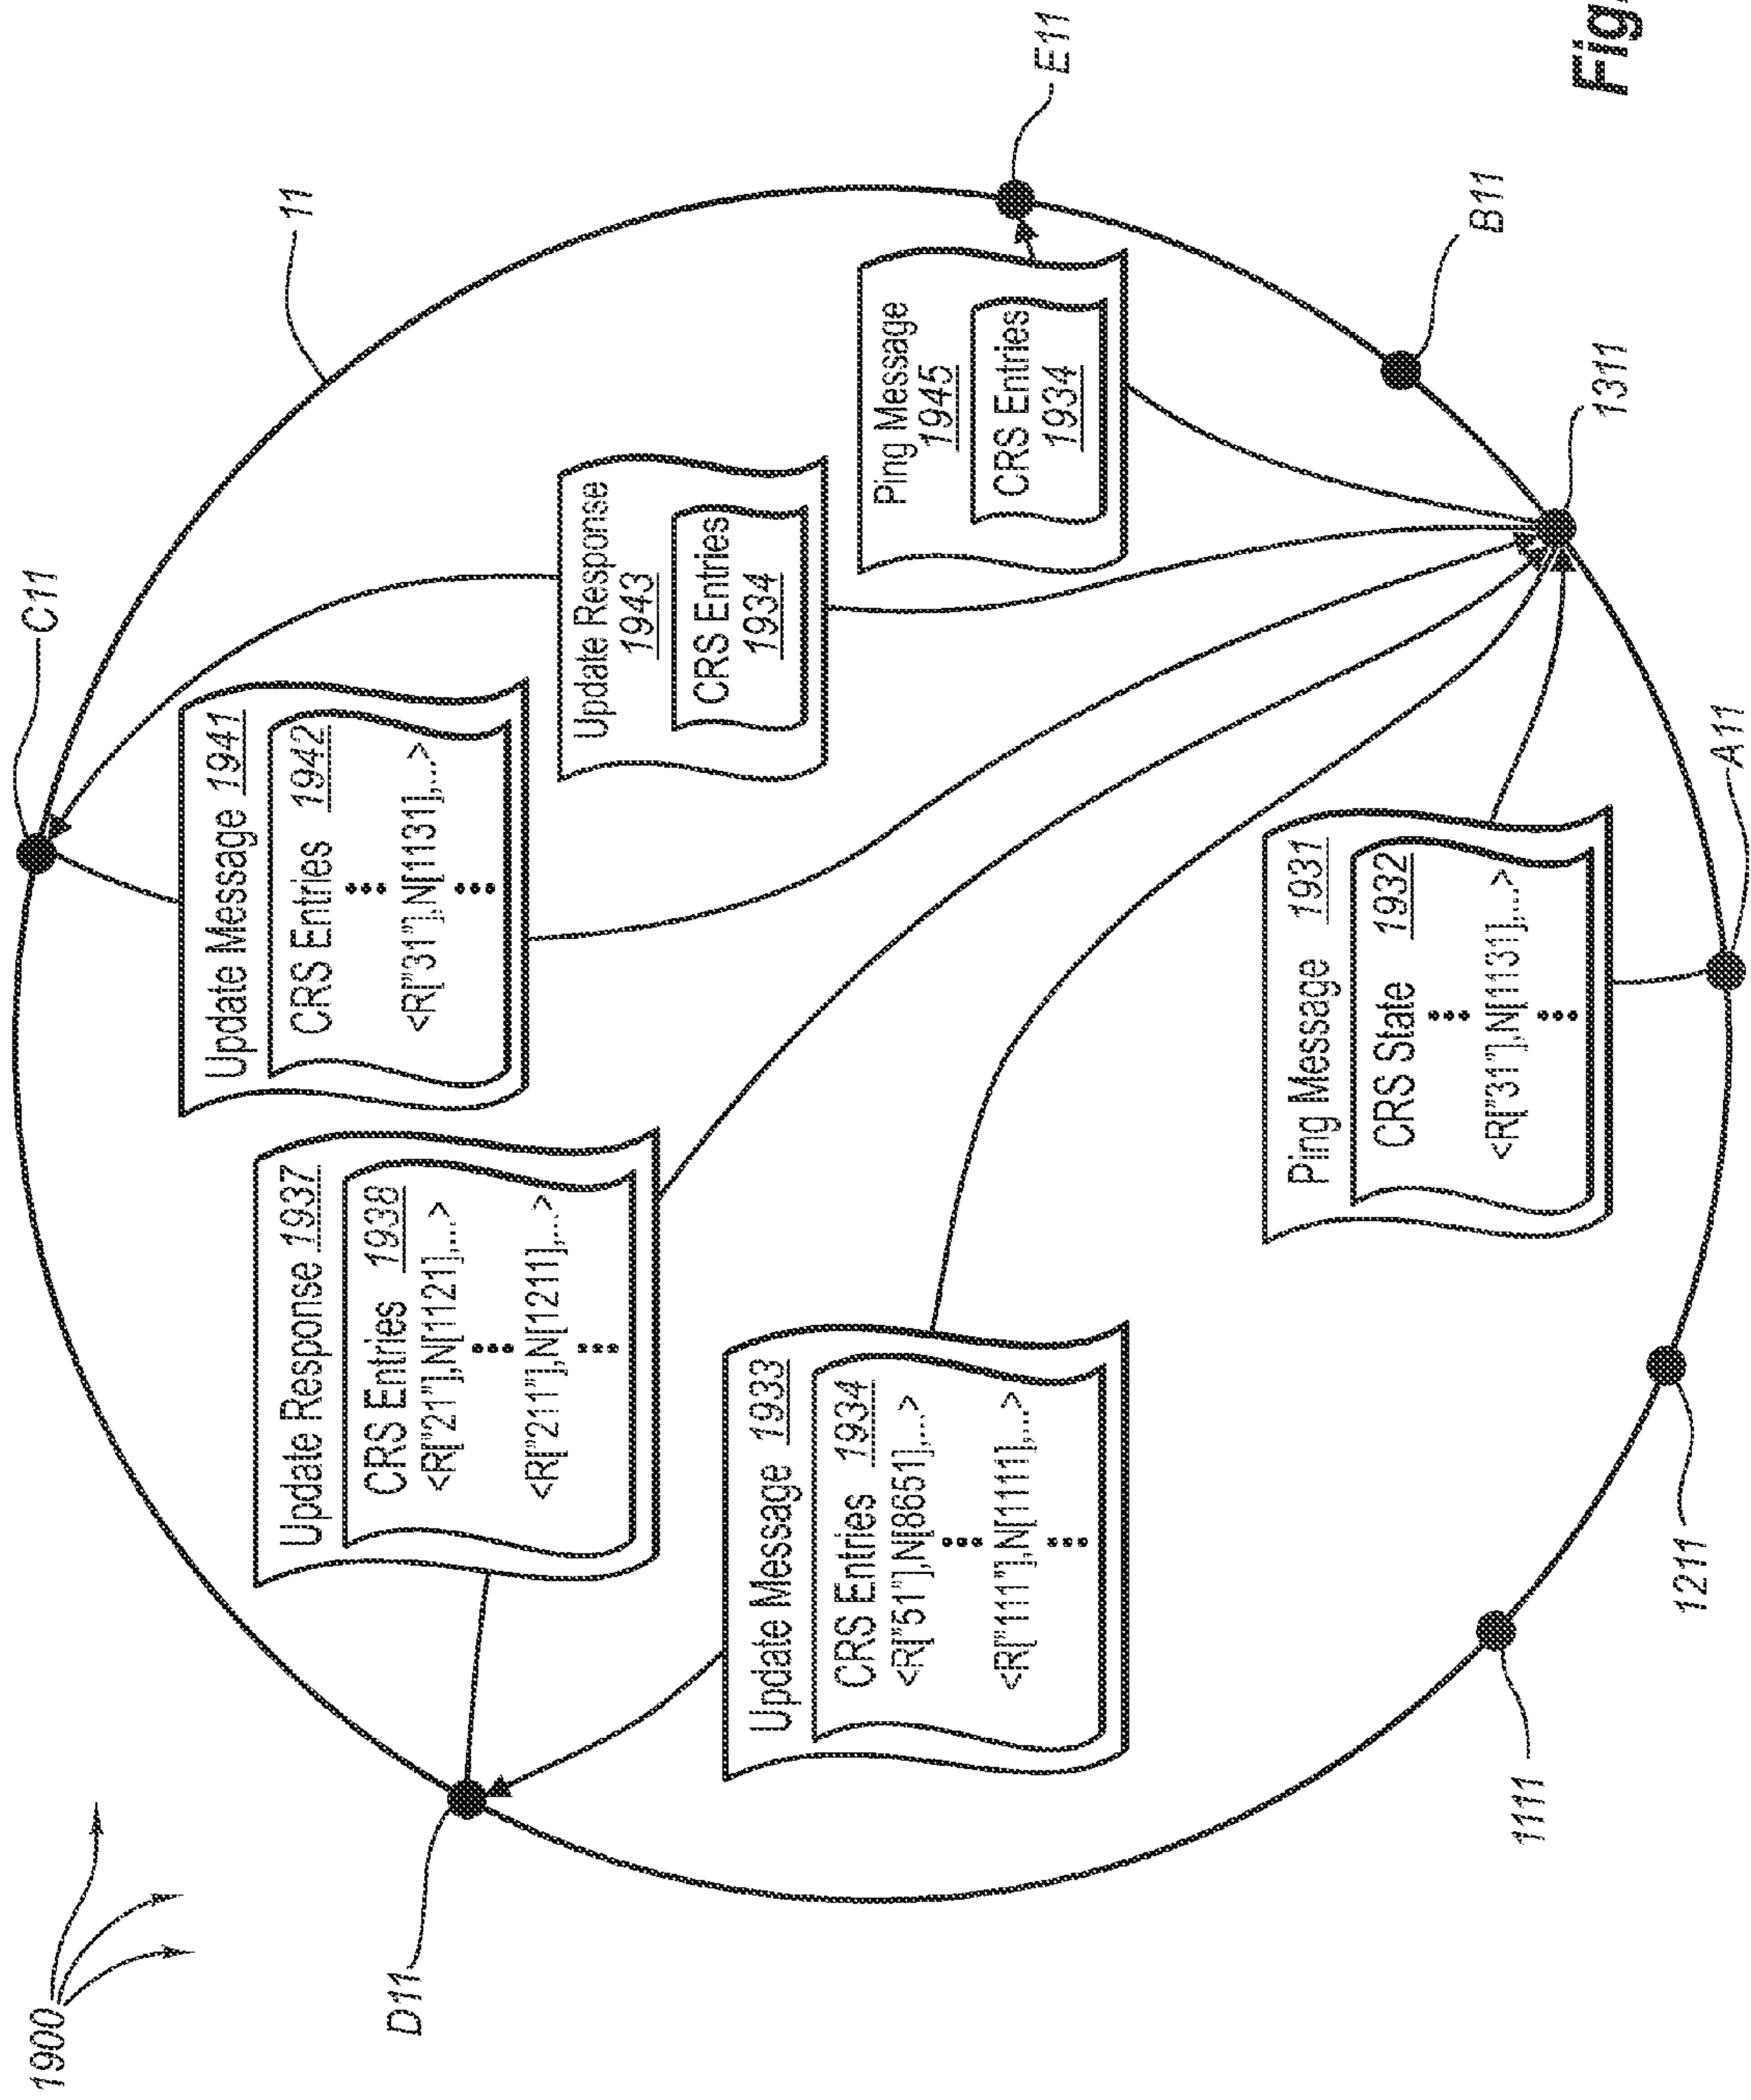 1900
C11
11
D11
Update Response 1937
CRS Entries 1938
<R["21"],N[1121],...>
<R["211"],N[1211],...>
Update Message 1941
CRS Entries 1942
<R["31"],N[1131],...>
Update Response
1943
CRS Entries
1934
Update Message 1933
CRS Entries 1934
<R["51"],N[8651],...>
<R["111"],N[1111],...>
Ping Message
1945
CRS Entries
1934
E11
Ping Message 1931
CRS State 1932
<R["31"],N[1131],...>
B11
1111
1311
1211
A11
Fig